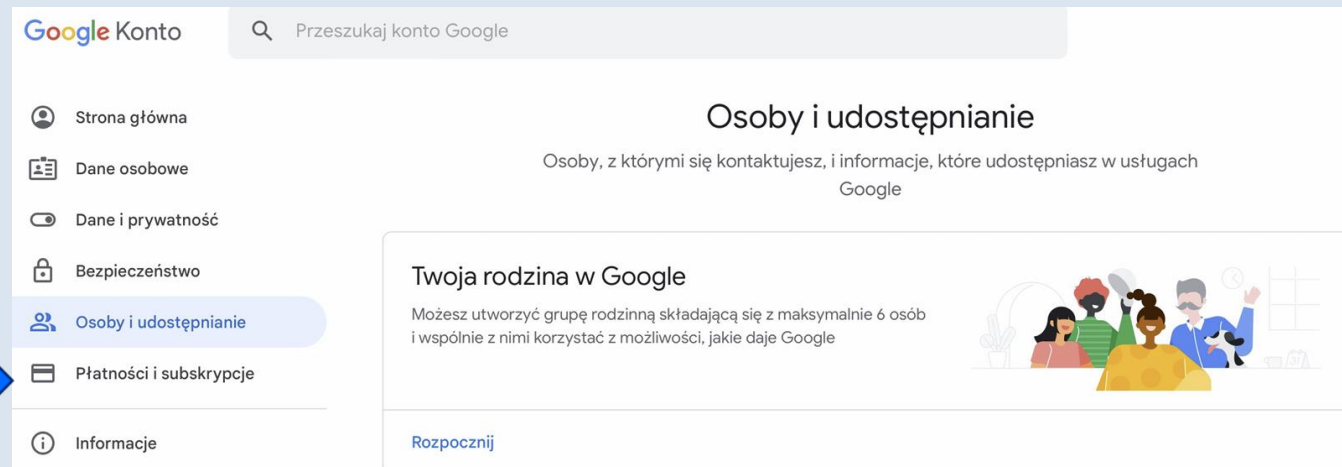 Google Konto
Przeszukaj konto Google
Strona główna
Dane osobowe
Dane i prywatność
Bezpieczeństwo
Osoby i udostępnianie
Płatności i subskrypcje
Informacje
Osoby i udostępnianie
Osoby, z którymi się kontaktujesz, i informacje, które udostępniasz w usługach
Google
Twoja rodzina w Google
Możesz utworzyć grupę rodzinną składającą się z maksymalnie 6 osób
i wspólnie z nimi korzystać z możliwości, jakie daje Google
Rozpocznij